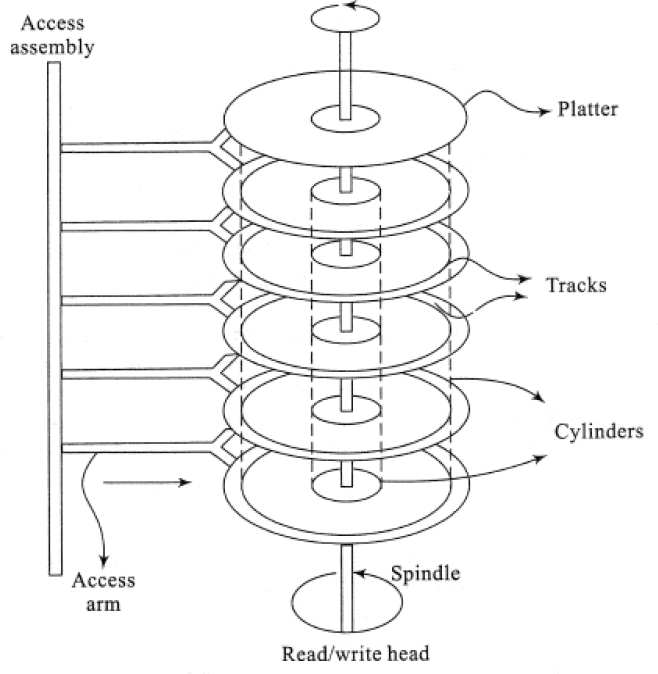 Access
assembly
Platter
Tracks
Cylinders
Access
arm
Spindle
Read/write head